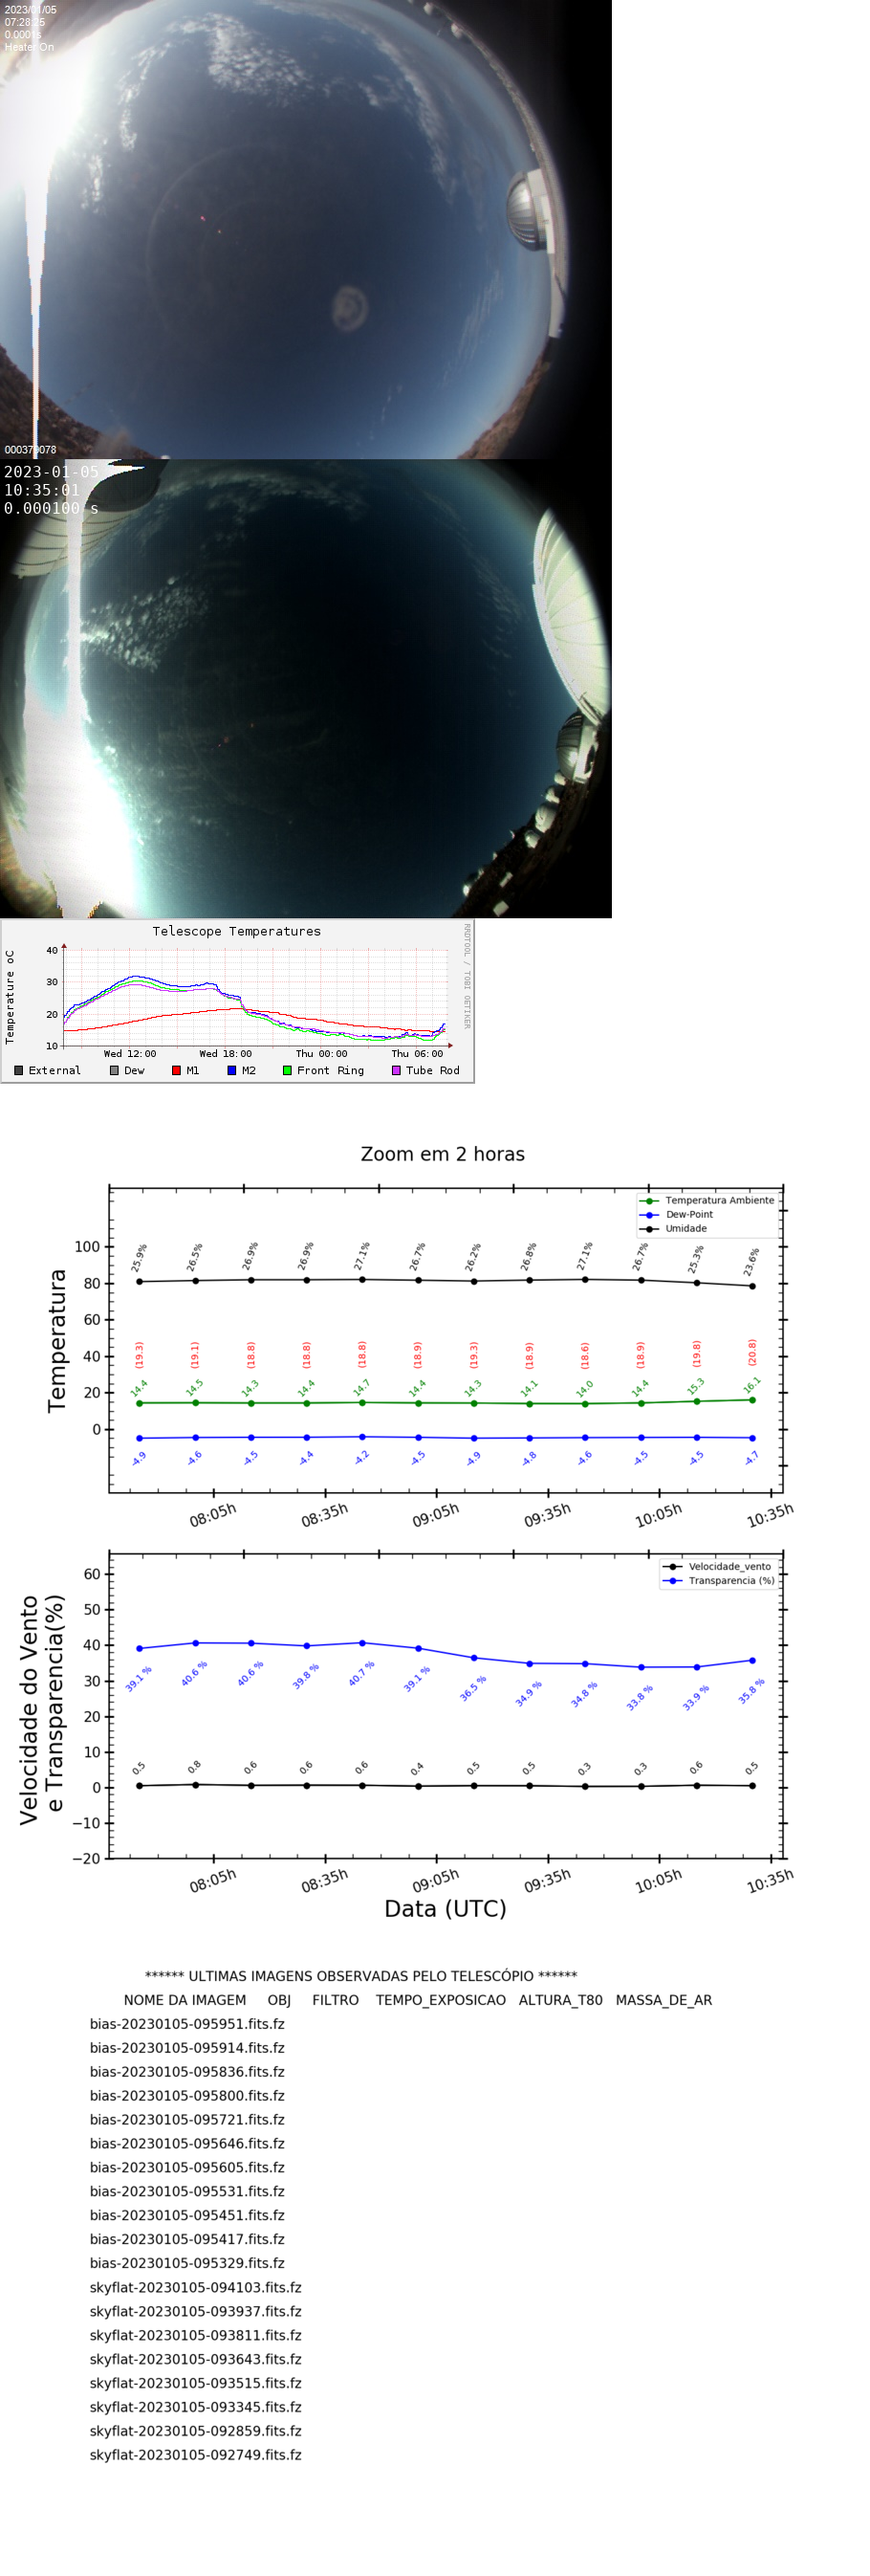 2023/01/05
07:28:25
0.0001s
Heater On
000379078
2023-01-05
10:35:01
0.000100 s
Telescope Temperatures
Temperature oC
40
30
20
10
Wed 12:00 Wed 18:00 Thu 00:00 Thu 06:00
External Dew M1 M2 Front Ring Tube Rod
RRDTOOL / TOBI OETIKER
Zoom em 2 horas
Temperatura
Temperatura Ambiente
Dew-Point
Umidade
100
80
60
40
20
0
25.9% 26.5% 26.9% 26.9% 27.1% 26.7% 26.2% 26.8% 27.1% 26.7% 25.3% 23.6%
(19.3) (19.1) (18.8) (18.8) (18.8) (18.9) (19.3) (18.9) (18.6) (18.9) (19.8) (20.8)
14.4 14.5 14.3 14.4 14.7 14.4 14.3 14.1 14.0 14.4 15.3 16.1
-4.9 -4.6 -4.5 -4.4 -4.2 -4.5 -4.9 -4.8 -4.6 -4.5 -4.5 -4.7
08:05h 08:35h 09:05h 09:35h 10:05h 10:35h
Velocidade do Vento
e Transparencia(%)
Velocidade_vento
Transparencia (%)
60
50
40
30
20
10
0
−10
−20
39.1 % 40.6 % 40.6 % 39.8 % 40.7 % 39.1 % 36.5 % 34.9 % 34.8 % 33.8 % 33.9 % 35.8 %
0.5 0.8 0.6 0.6 0.6 0.4 0.5 0.5 0.3 0.3 0.6 0.5
08:05h 08:35h 09:05h 09:35h 10:05h 10:35h
Data (UTC)
****** ULTIMAS IMAGENS OBSERVADAS PELO TELESCÓPIO ******
NOME DA IMAGEM OBJ FILTRO TEMPO_EXPOSICAO ALTURA_T80 MASSA_DE_AR
bias-20230105-095951.fits.fz
bias-20230105-095914.fits.fz
bias-20230105-095836.fits.fz
bias-20230105-095800.fits.fz
bias-20230105-095721.fits.fz
bias-20230105-095646.fits.fz
bias-20230105-095605.fits.fz
bias-20230105-095531.fits.fz
bias-20230105-095451.fits.fz
bias-20230105-095417.fits.fz
bias-20230105-095329.fits.fz
skyflat-20230105-094103.fits.fz
skyflat-20230105-093937.fits.fz
skyflat-20230105-093811.fits.fz
skyflat-20230105-093643.fits.fz
skyflat-20230105-093515.fits.fz
skyflat-20230105-093345.fits.fz
skyflat-20230105-092859.fits.fz
skyflat-20230105-092749.fits.fz